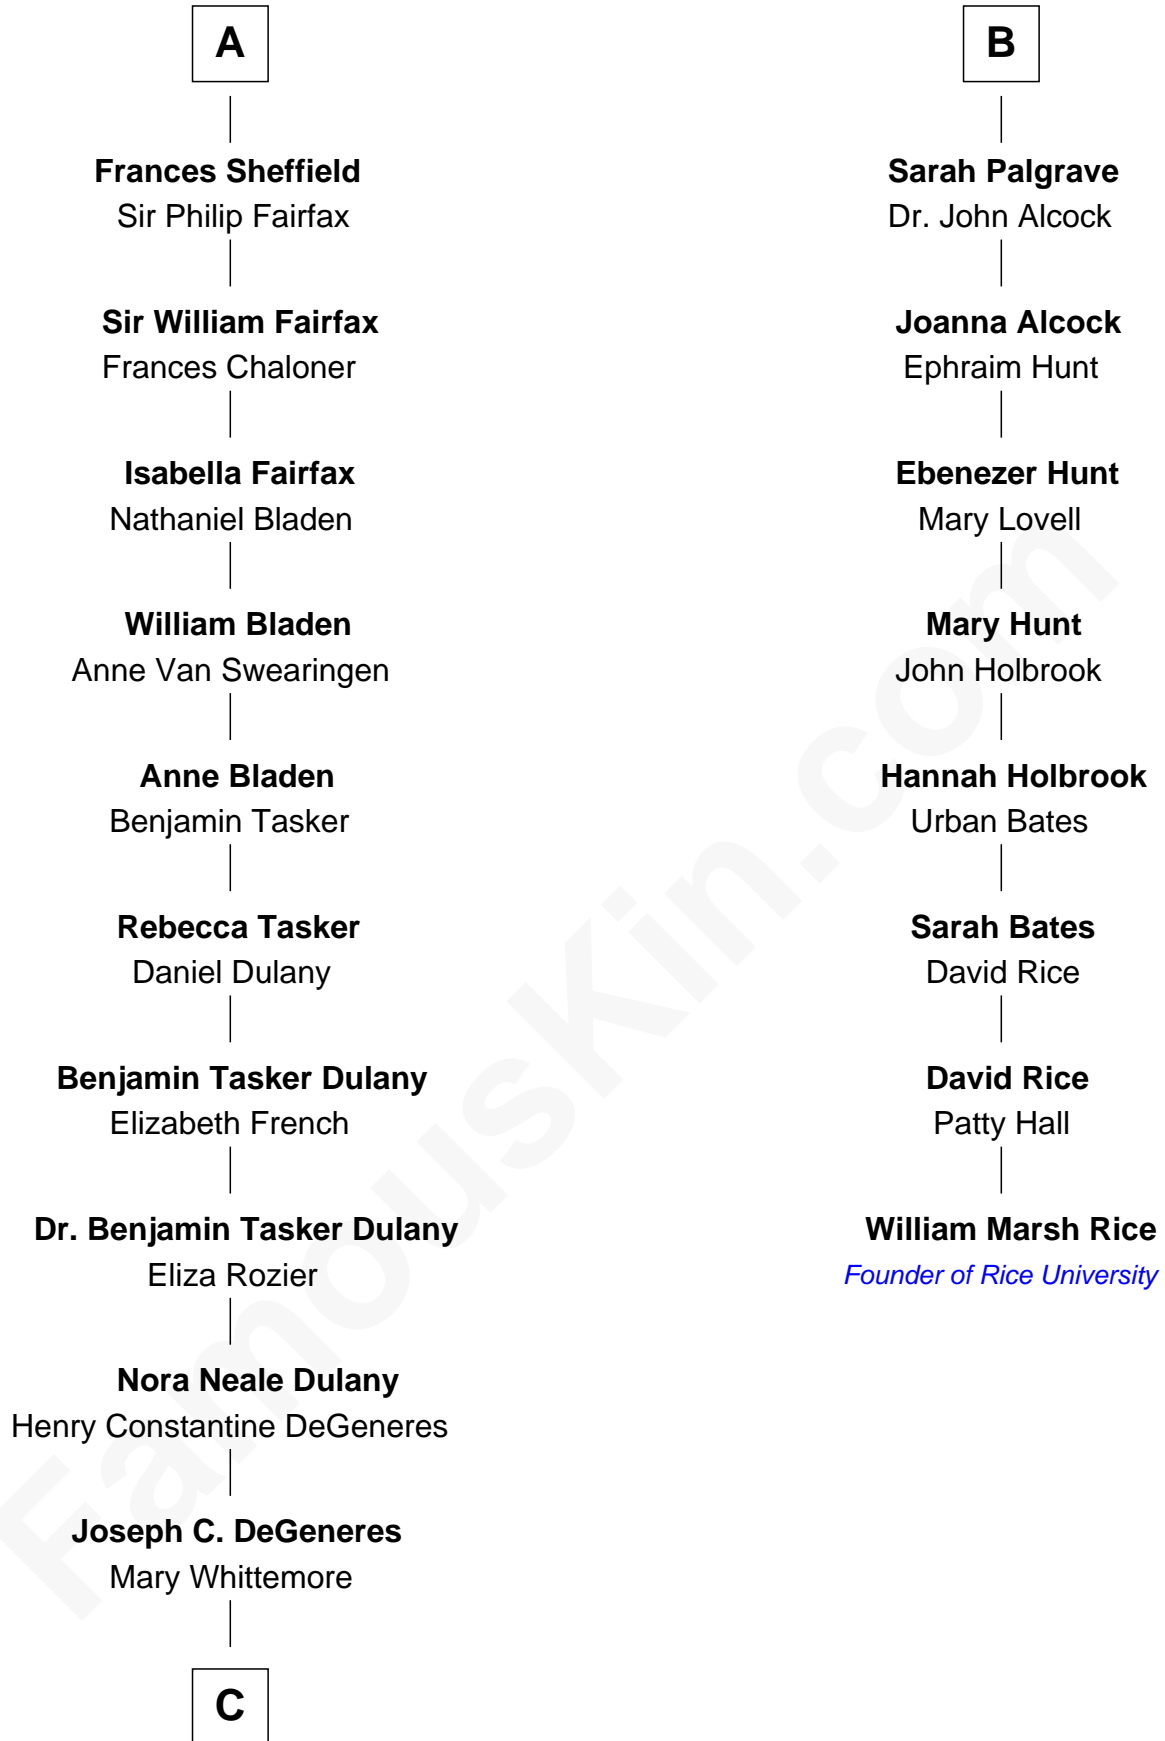 A
Frances Sheffield
Sir Philip Fairfax
Sir William Fairfax
Frances Chaloner
Isabella Fairfax
Nathaniel Bladen
William Bladen
Anne Van Swearingen
Anne Bladen
Benjamin Tasker
Rebecca Tasker
Daniel Dulany
Benjamin Tasker Dulany
Elizabeth French
Dr. Benjamin Tasker Dulany
Eliza Rozier
Nora Neale Dulany
Henry Constantine DeGeneres
Joseph C. DeGeneres
Mary Whittemore
C
B
Sarah Palgrave
Dr. John Alcock
Joanna Alcock
Ephraim Hunt
Ebenezer Hunt
Mary Lovell
Mary Hunt
John Holbrook
Hannah Holbrook
Urban Bates
Sarah Bates
David Rice
David Rice
Patty Hall
William Marsh Rice
Founder of Rice University
FamousKin.com